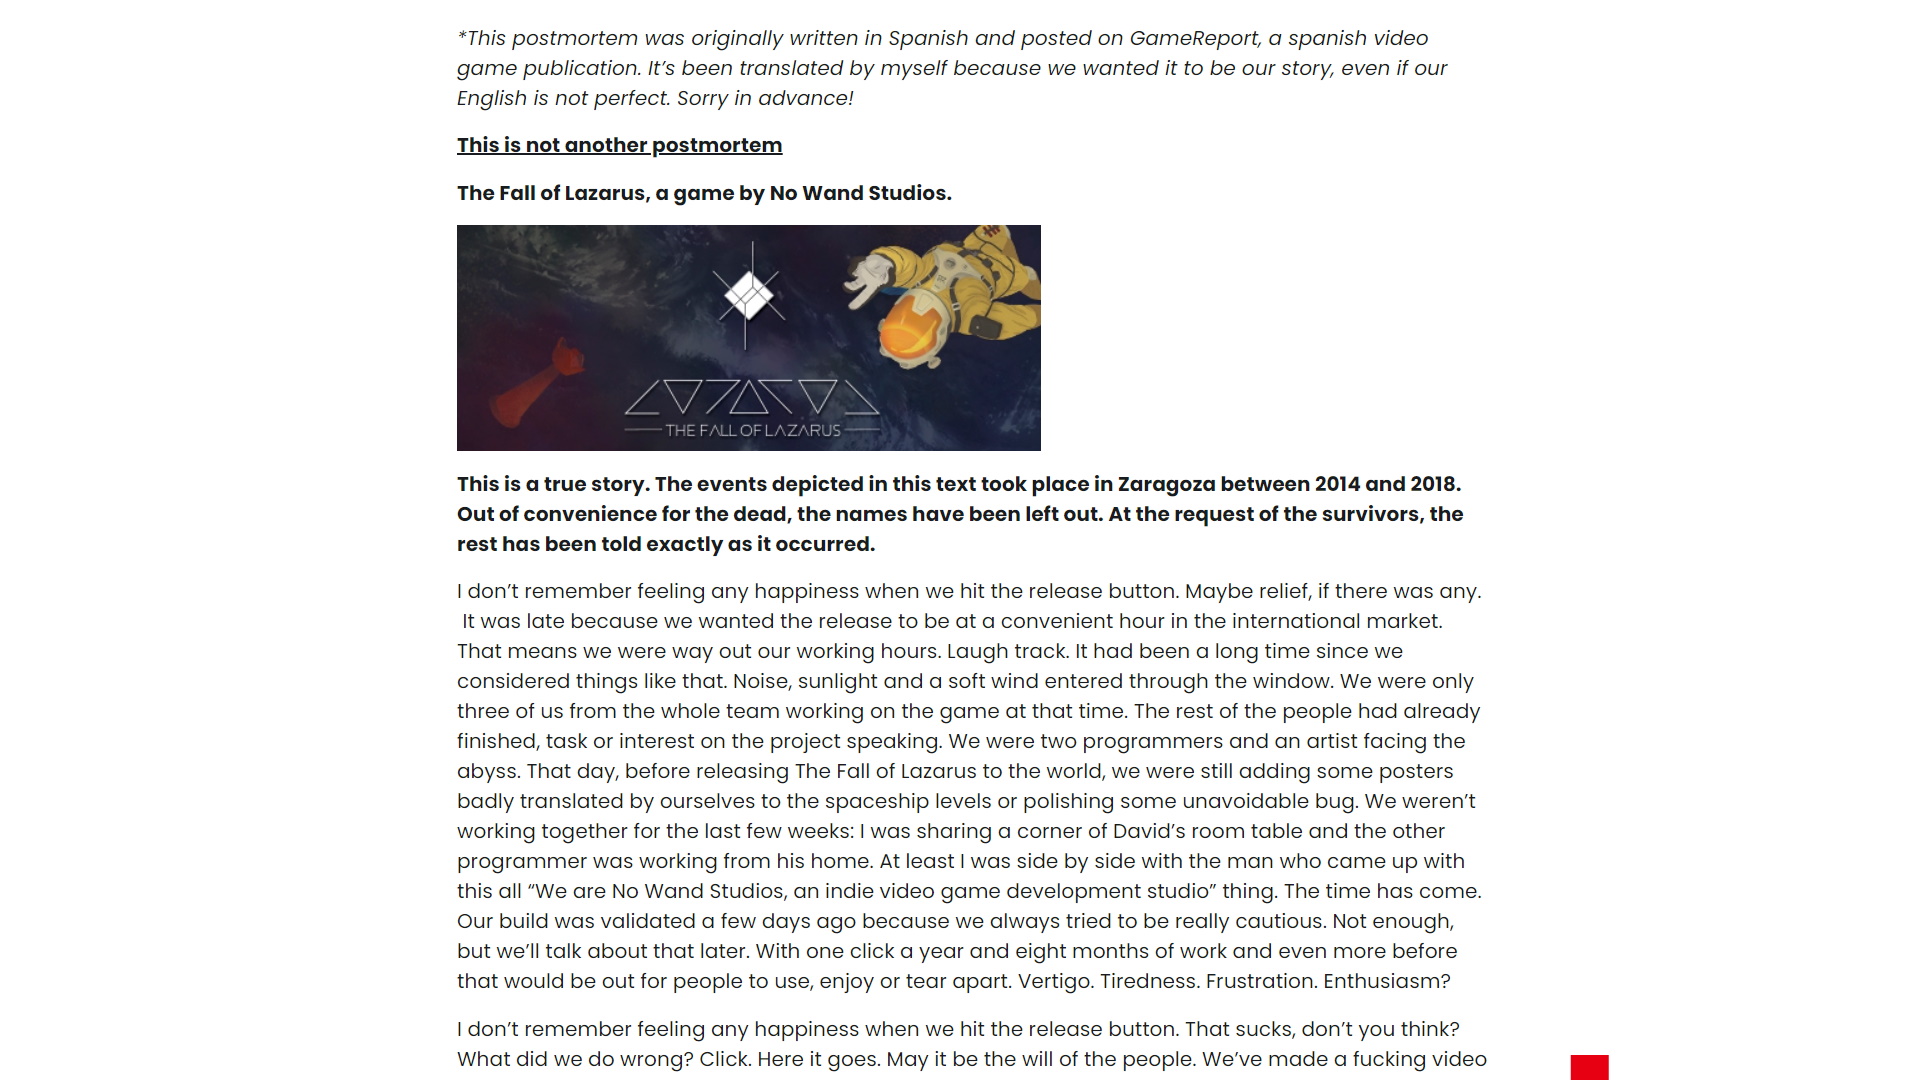 *This postmortem was originally written in Spanish and posted on GameReport, a spanish video
game publication. It’s been translated by myself because we wanted it to be our story, even if our
English is not perfect. Sorry in advance!
This is not another postmortem
The Fall of Lazarus, a game by No Wand Studios.
THE FALL OF LAZARUS
This is a true story. The events depicted in this text took place in Zaragoza between 2014 and 2018.
Out of convenience for the dead, the names have been left out. At the request of the survivors, the
rest has been told exactly as it occurred.
I don’t remember feeling any happiness when we hit the release button. Maybe relief, if there was any.
It was late because we wanted the release to be at a convenient hour in the international market.
That means we were way out our working hours. Laugh track. It had been a long time since we
considered things like that. Noise, sunlight and a soft wind entered through the window. We were only
three of us from the whole team working on the game at that time. The rest of the people had already
finished, task or interest on the project speaking. We were two programmers and an artist facing the
abyss. That day, before releasing The Fall of Lazarus to the world, we were still adding some posters
badly translated by ourselves to the spaceship levels or polishing some unavoidable bug. We weren’t
working together for the last few weeks: I was sharing a corner of David’s room table and the other
programmer was working from his home. At least I was side by side with the man who came up with
this all “We are No Wand Studios, an indie video game development studio” thing. The time has come.
Our build was validated a few days ago because we always tried to be really cautious. Not enough,
but we’ll talk about that later. With one click a year and eight months of work and even more before
that would be out for people to use, enjoy or tear apart. Vertigo. Tiredness. Frustration. Enthusiasm?
I don’t remember feeling any happiness when we hit the release button. That sucks, don’t you think?
What did we do wrong? Click. Here it goes. May it be the will of the people. We’ve made a fucking video